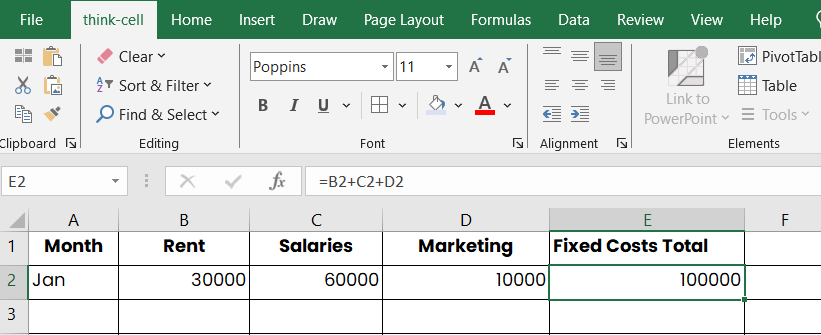 File think-cell Home Insert Draw Page Layout Formulas Data Review View Help
Clear Poppins 11 A A PivotTabl
Sort & Filter Table
Find & Select B I U A Link to PowerPoint Tools
Clipboard Editing Font Alignment Elements
E2 fx =B2+C2+D2
A B C D E F
1 Month Rent Salaries Marketing Fixed Costs Total
2 Jan 30000 60000 10000 100000
3